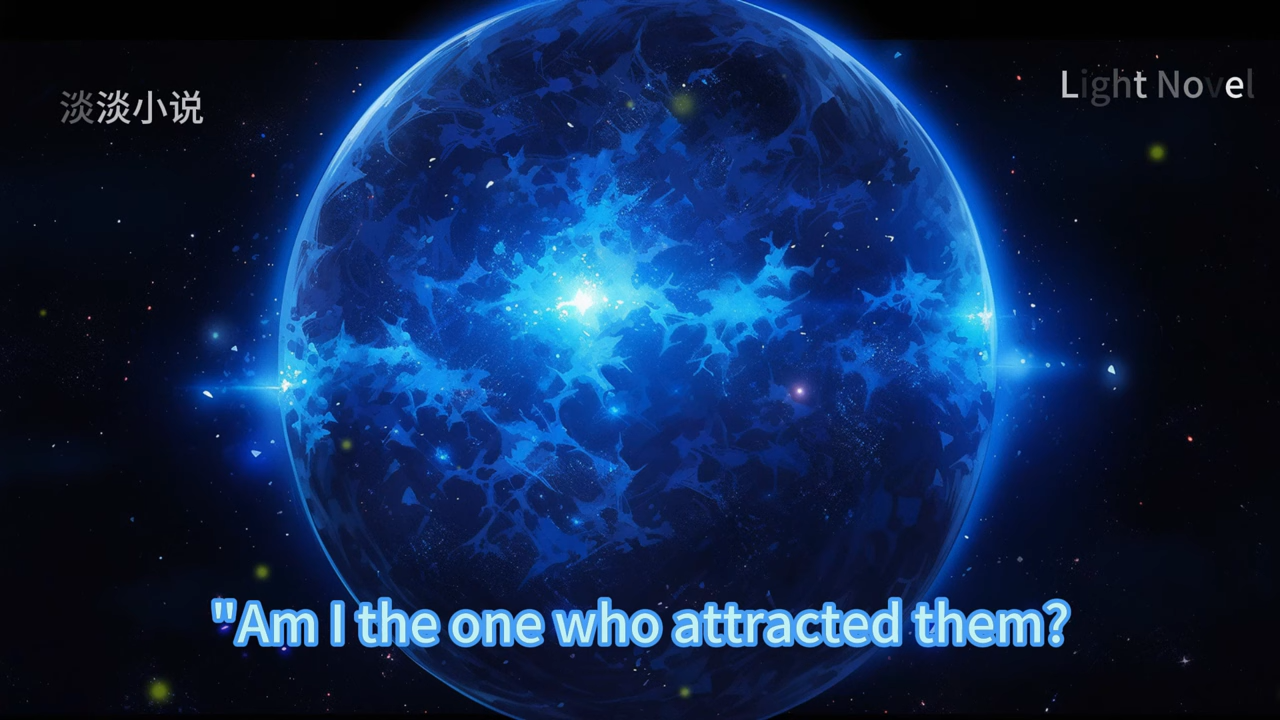 淡淡小说
Light Novel
"Am I the one who attracted them?